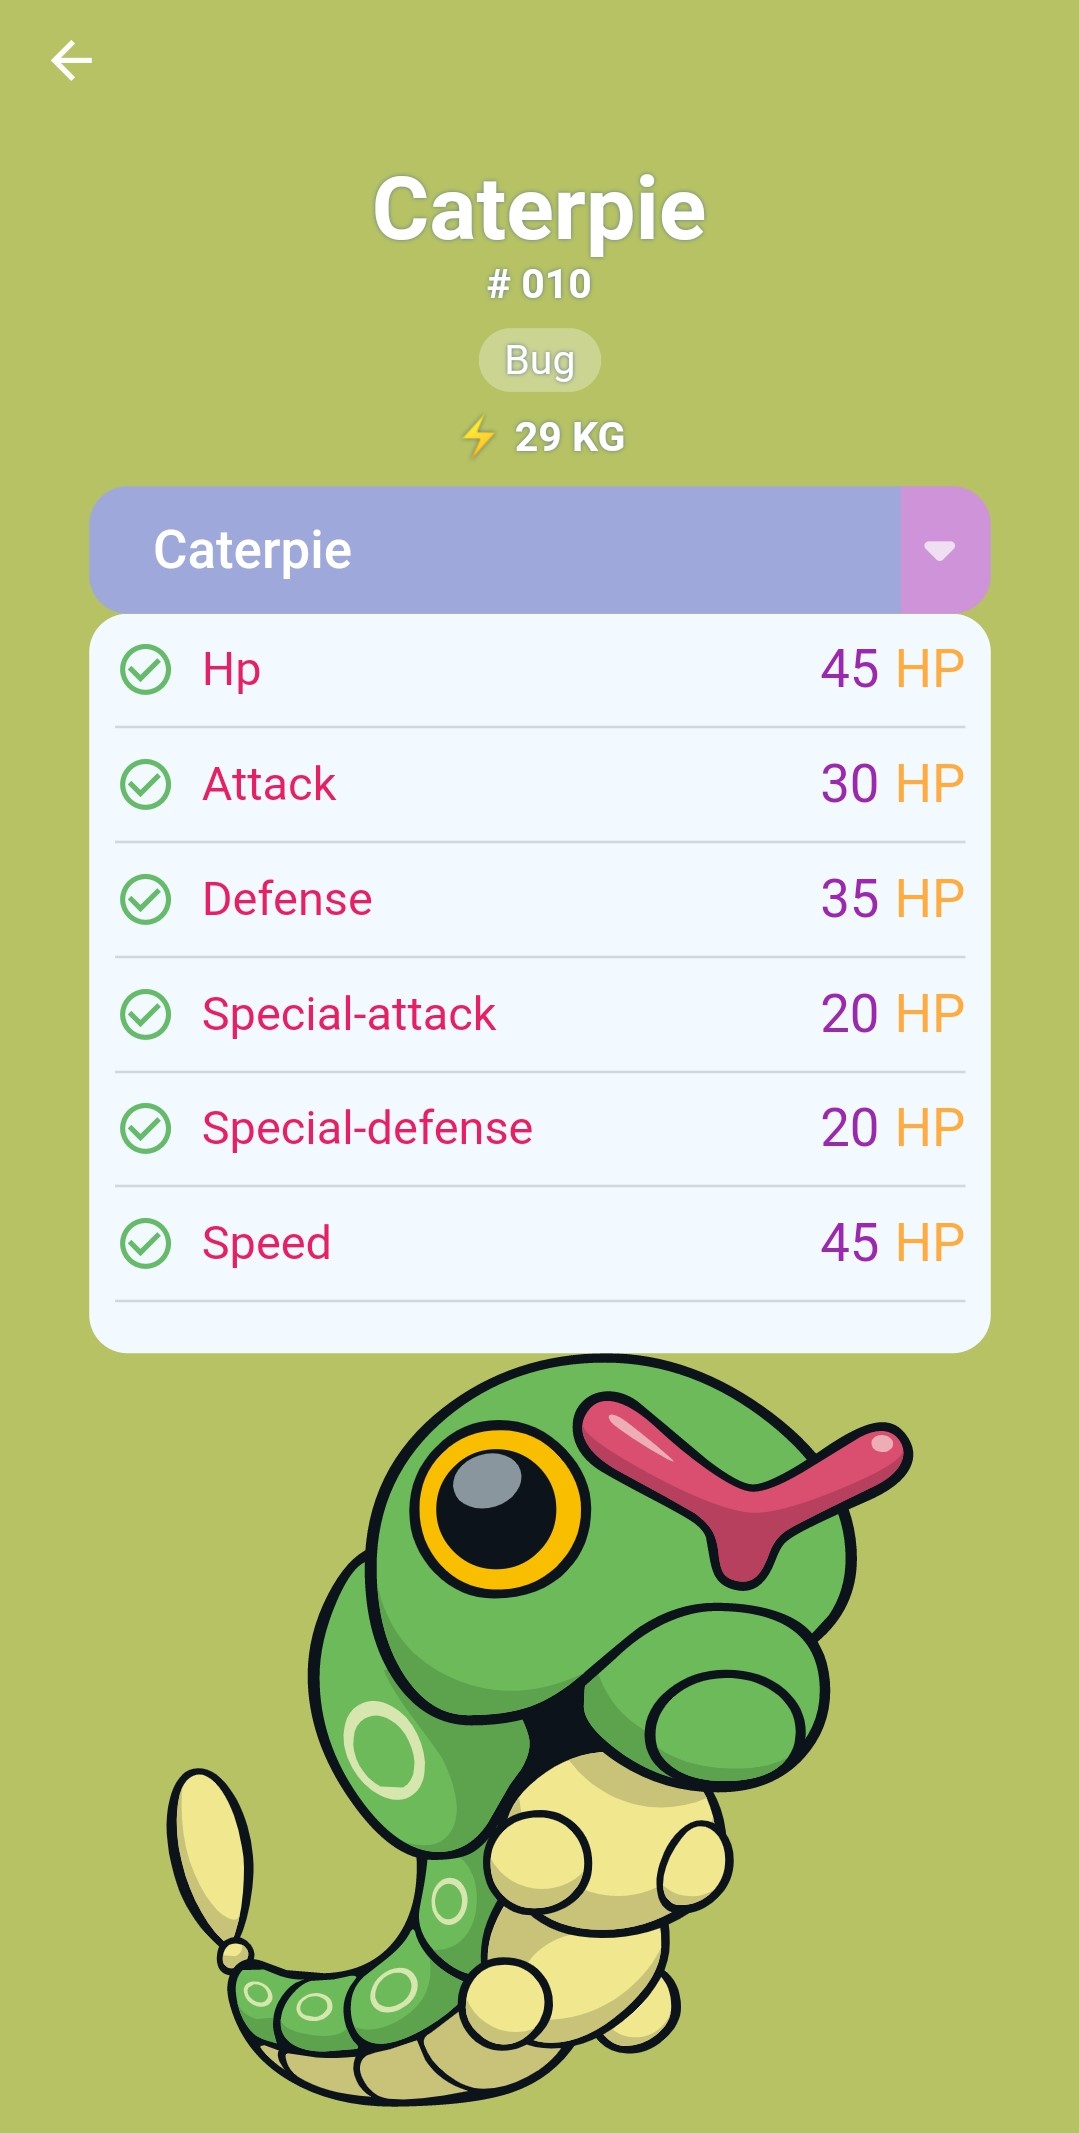 Caterpie
# 010
Bug
⚡ 29 KG
Caterpie
Hp 45 HP
Attack 30 HP
Defense 35 HP
Special-attack 20 HP
Special-defense 20 HP
Speed 45 HP